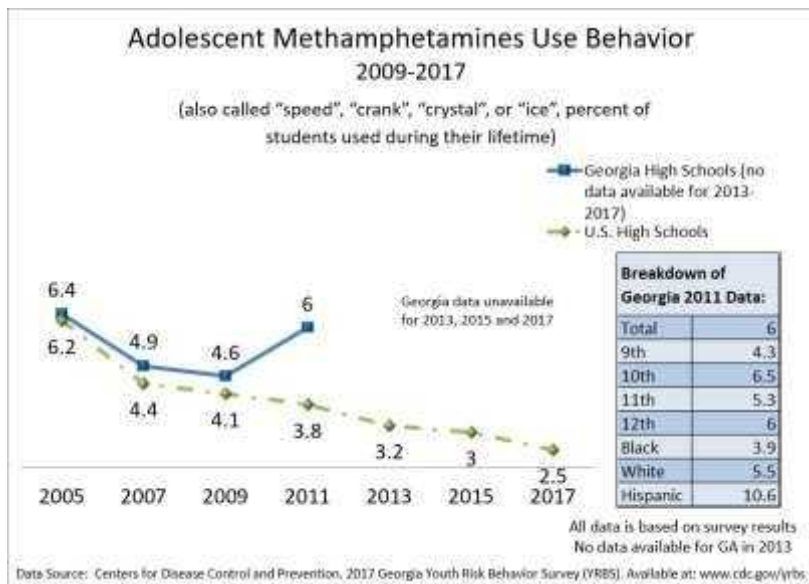 Adolescent Methamphetamines Use Behavior
2009-2017
(also called “speed”, “crank”, “crystal”, or “ice”, percent of
students used during their lifetime)
Georgia High Schools (no
data available for 2013-
2017)
U.S. High Schools
Georgia data unavailable
for 2013, 2015 and 2017
6.4
4.9
4.6
6
6.2
4.4
4.1
3.8
3.2
3
2.5
2005 2007 2009 2011 2013 2015 2017
Breakdown of
Georgia 2011 Data:
Total 6
9th 4.3
10th 6.5
11th 5.3
12th 6
Black 3.9
White 5.5
Hispanic 10.6
All data is based on survey results
No data available for GA in 2013
Data Source: Centers for Disease Control and Prevention, 2017 Georgia Youth Risk Behavior Survey (YRBS). Available at: www.cdc.gov/yrbs